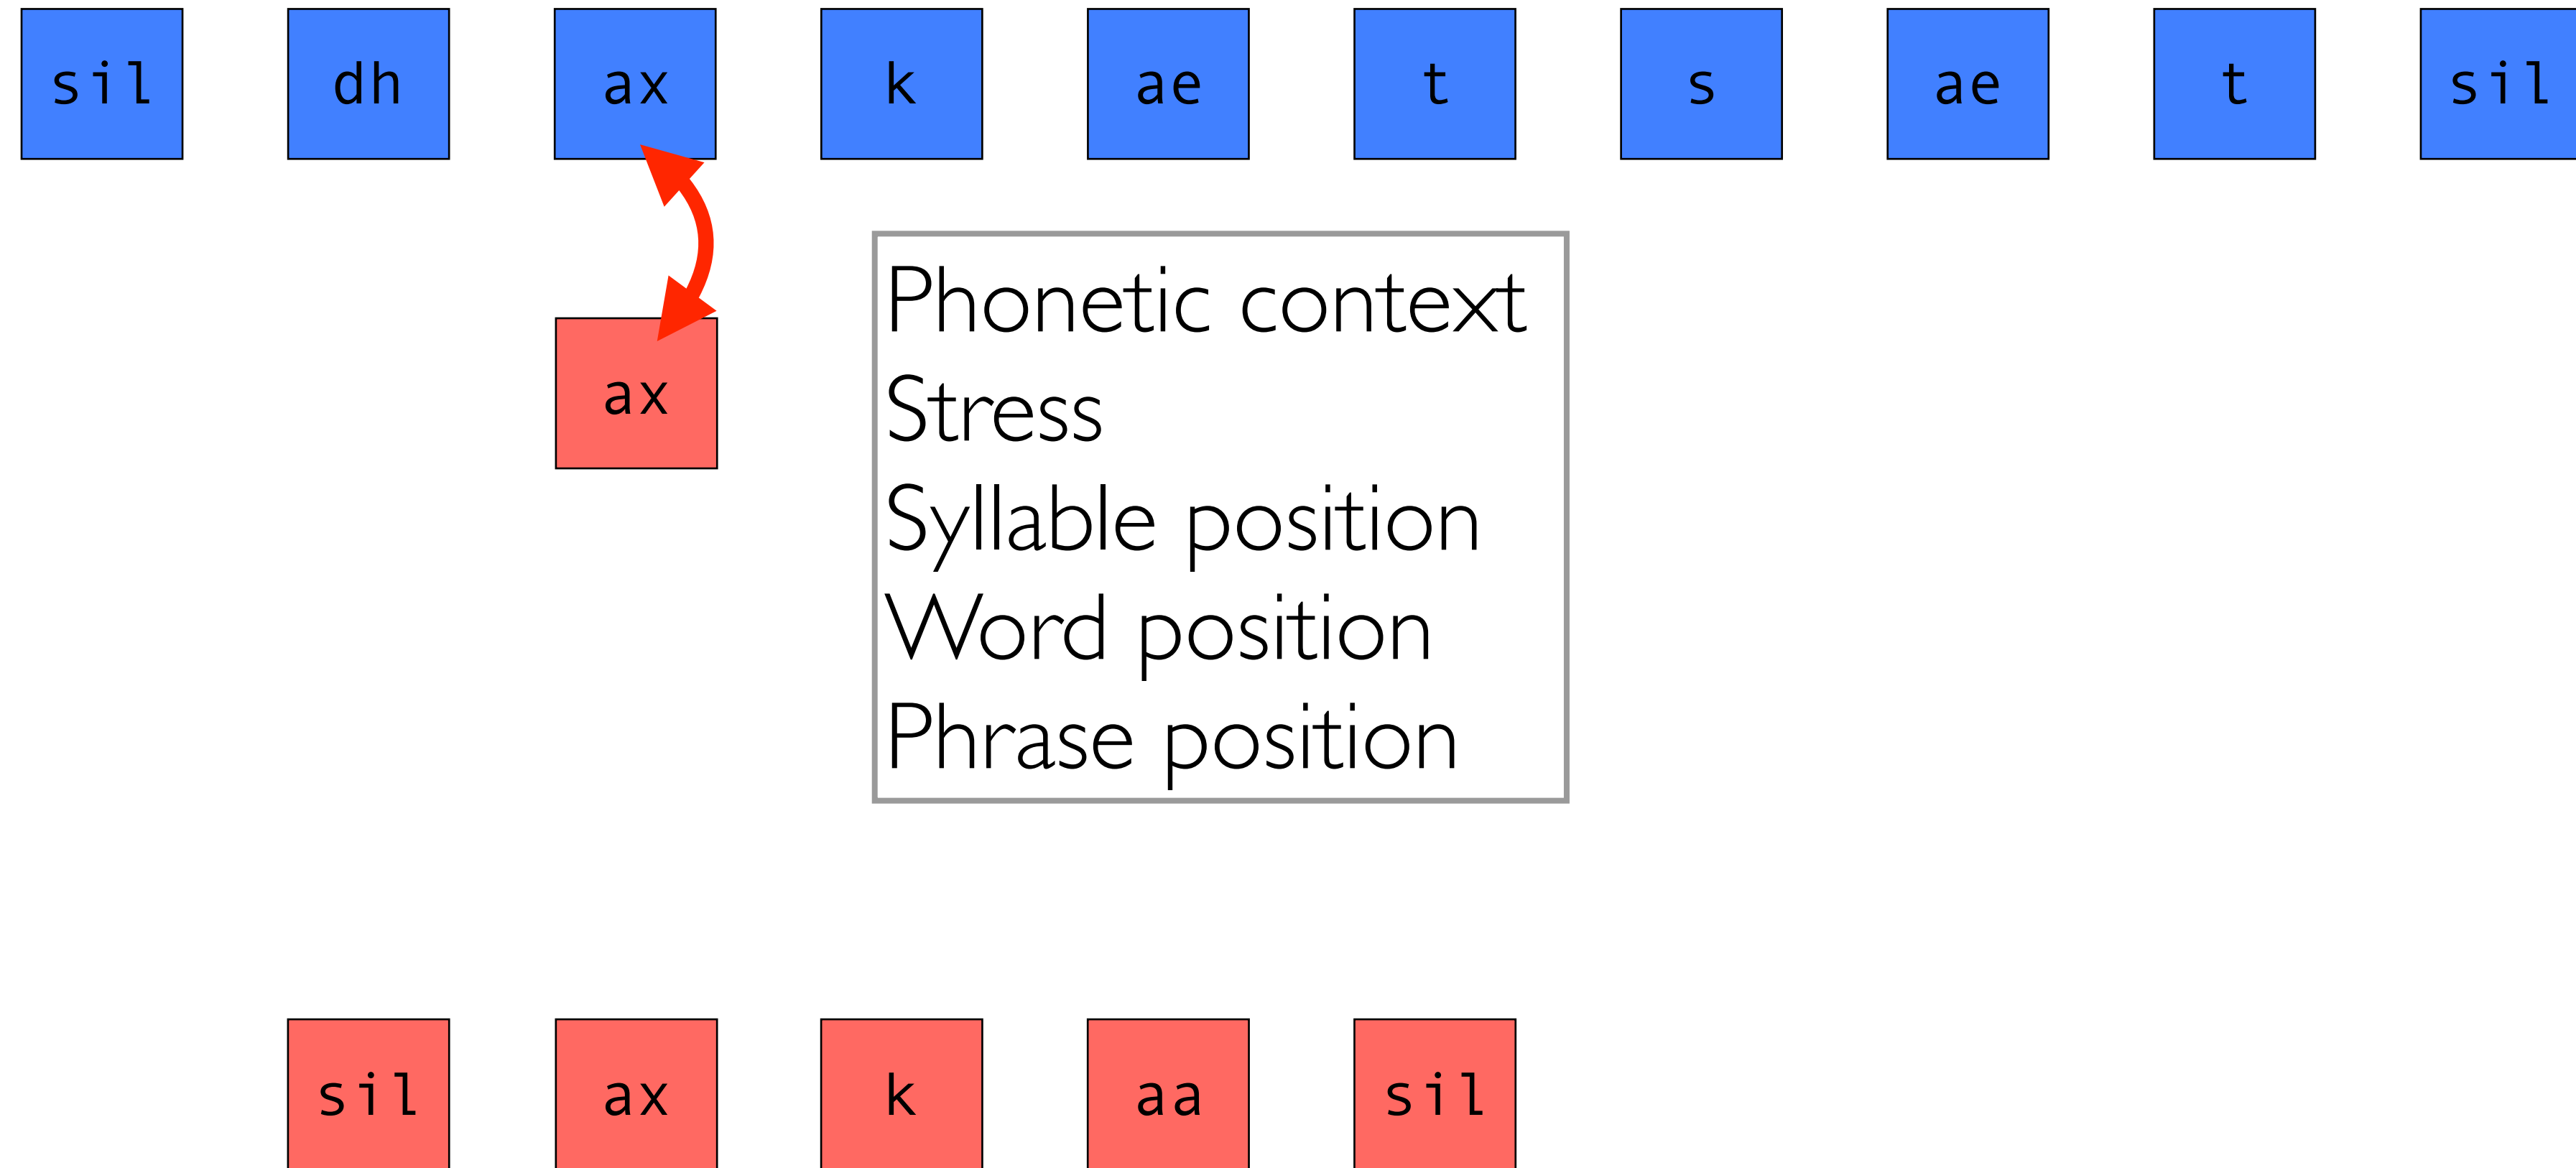 sil dh ax k ae t s ae t sil
ax
Phonetic context
Stress
Syllable position
Word position
Phrase position
sil ax k aa sil